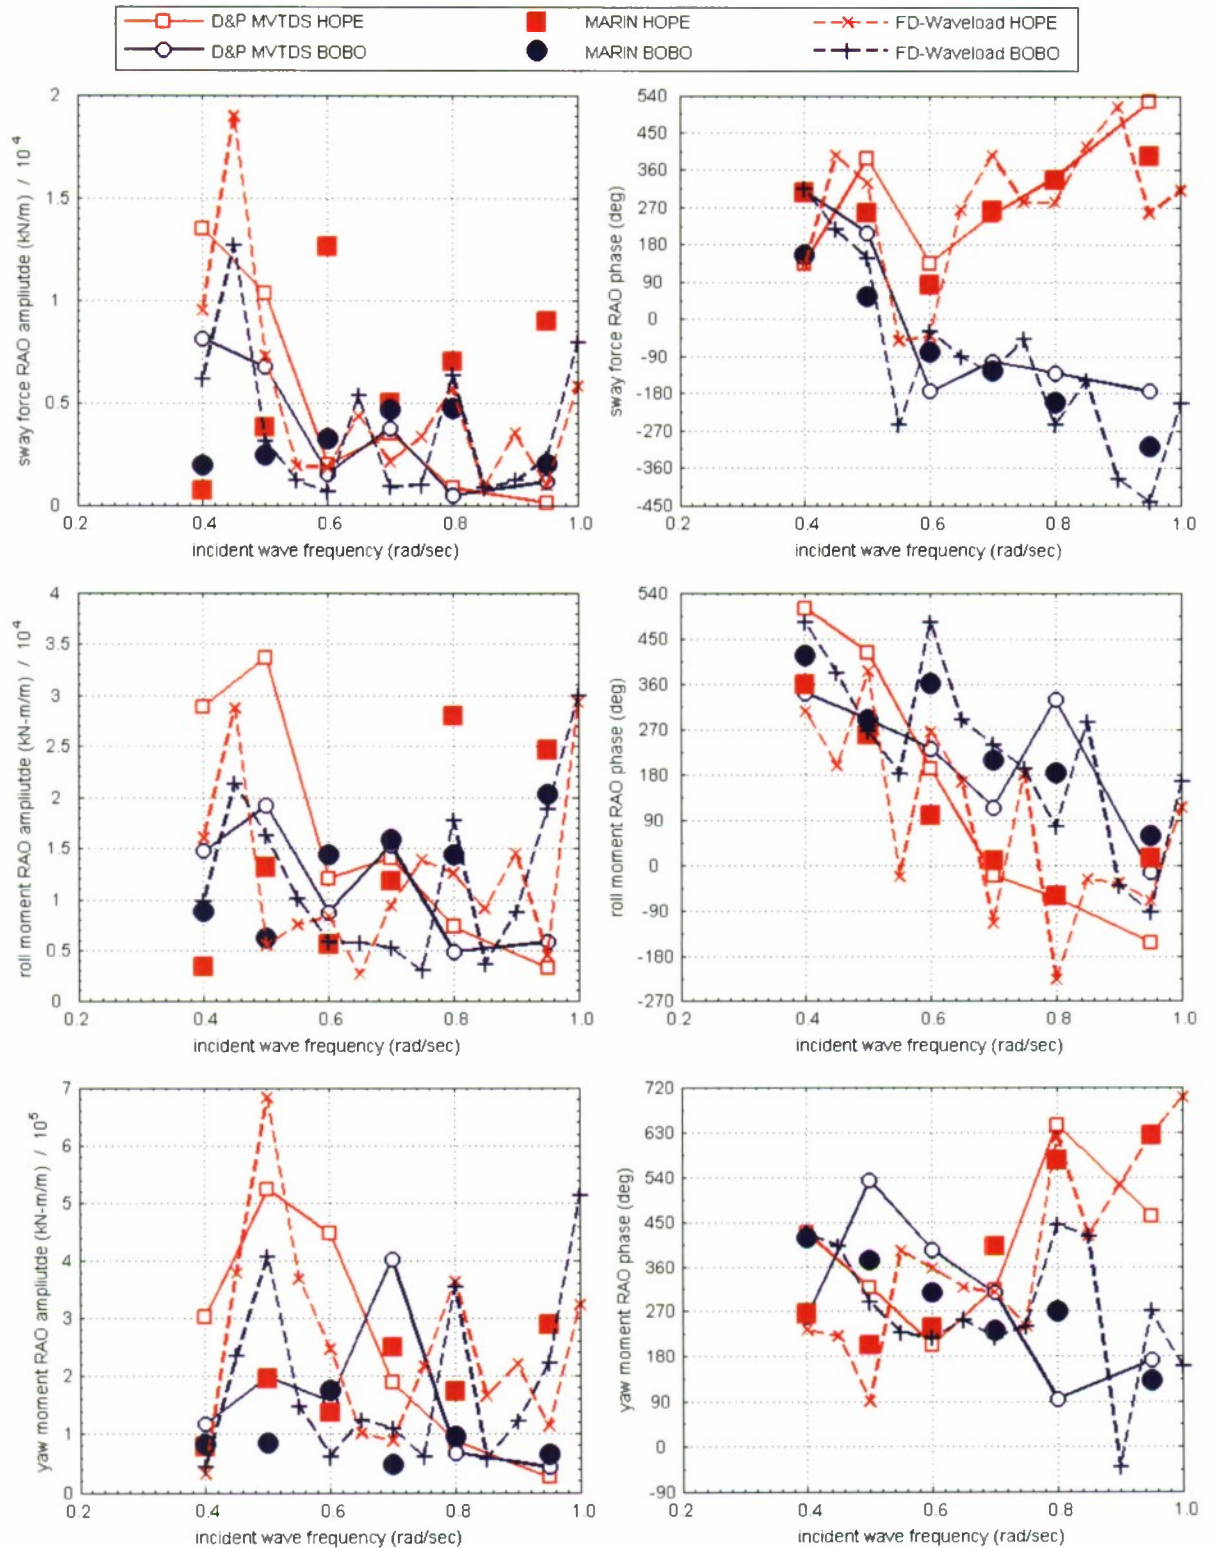 D&P MVTDS HOPE MARIN HOPE FD-Waveload HOPE
D&P MVTDS BOBO MARIN BOBO FD-Waveload BOBO
sway force RAO ampliutde (kN/m) / 10^4
2
1.5
1
0.5
0
0.2 0.4 0.6 0.8 1.0
incident wave frequency (rad/sec)
sway force RAO phase (deg)
540
450
360
270
180
90
0
-90
-180
-270
-360
-450
0.2 0.4 0.6 0.8 1.0
incident wave frequency (rad/sec)
roll moment RAO ampliutde (kN-m/m) / 10^4
4
3.5
3
2.5
2
1.5
1
0.5
0
0.2 0.4 0.6 0.8 1.0
incident wave frequency (rad/sec)
roll moment RAO phase (deg)
540
450
360
270
180
90
0
-90
-180
-270
0.2 0.4 0.6 0.8 1.0
incident wave frequency (rad/sec)
yaw moment RAO ampliutde (kN-m/m) / 10^5
7
6
5
4
3
2
1
0
0.2 0.4 0.6 0.8 1.0
incident wave frequency (rad/sec)
yaw moment RAO phase (deg)
720
630
540
450
360
270
180
90
0
-90
0.2 0.4 0.6 0.8 1.0
incident wave frequency (rad/sec)